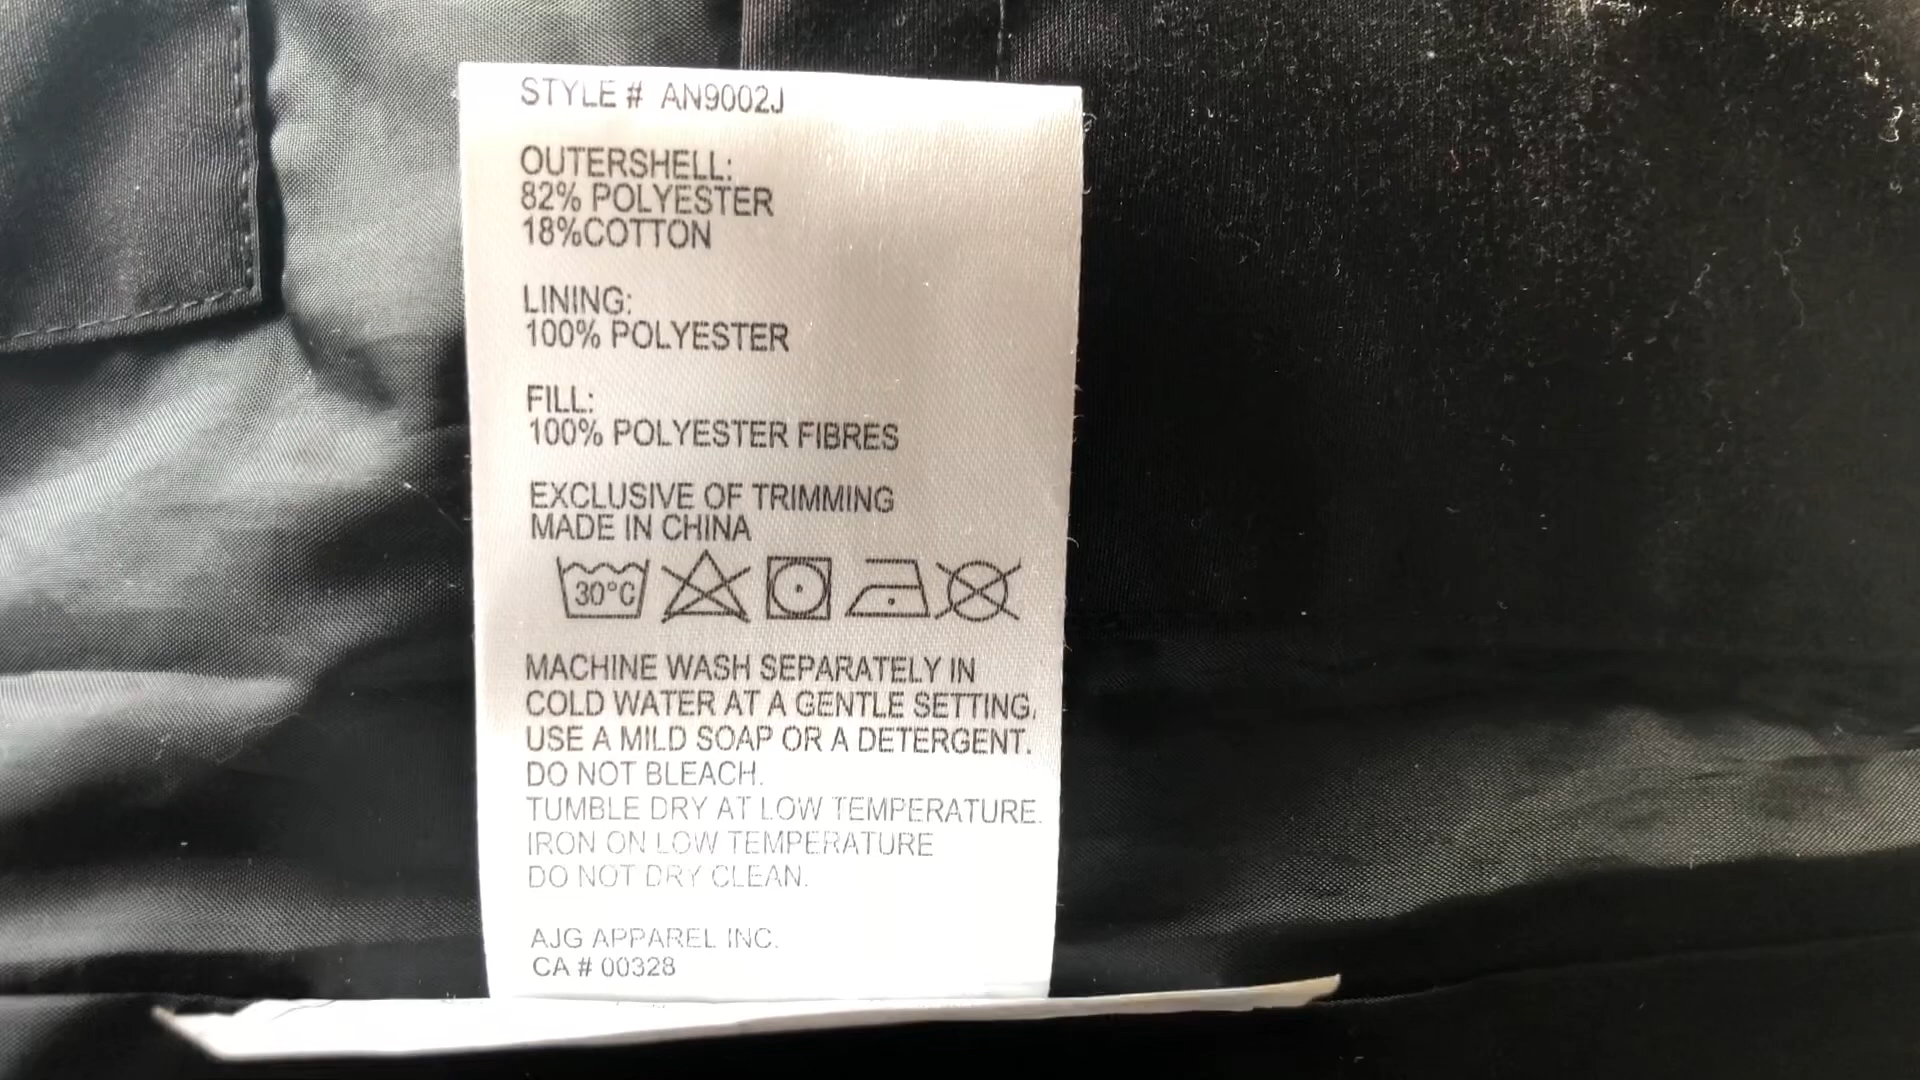 STYLE # AN9002J
OUTERSHELL:
82% POLYESTER
18%COTTON
LINING:
100% POLYESTER
FILL:
100% POLYESTER FIBRES
EXCLUSIVE OF TRIMMING
MADE IN CHINA
30°C
MACHINE WASH SEPARATELY IN
COLD WATER AT A GENTLE SETTING.
USE A MILD SOAP OR A DETERGENT.
DO NOT BLEACH.
TUMBLE DRY AT LOW TEMPERATURE.
IRON ON LOW TEMPERATURE
DO NOT DRY CLEAN.
AJG APPAREL INC.
CA # 00328